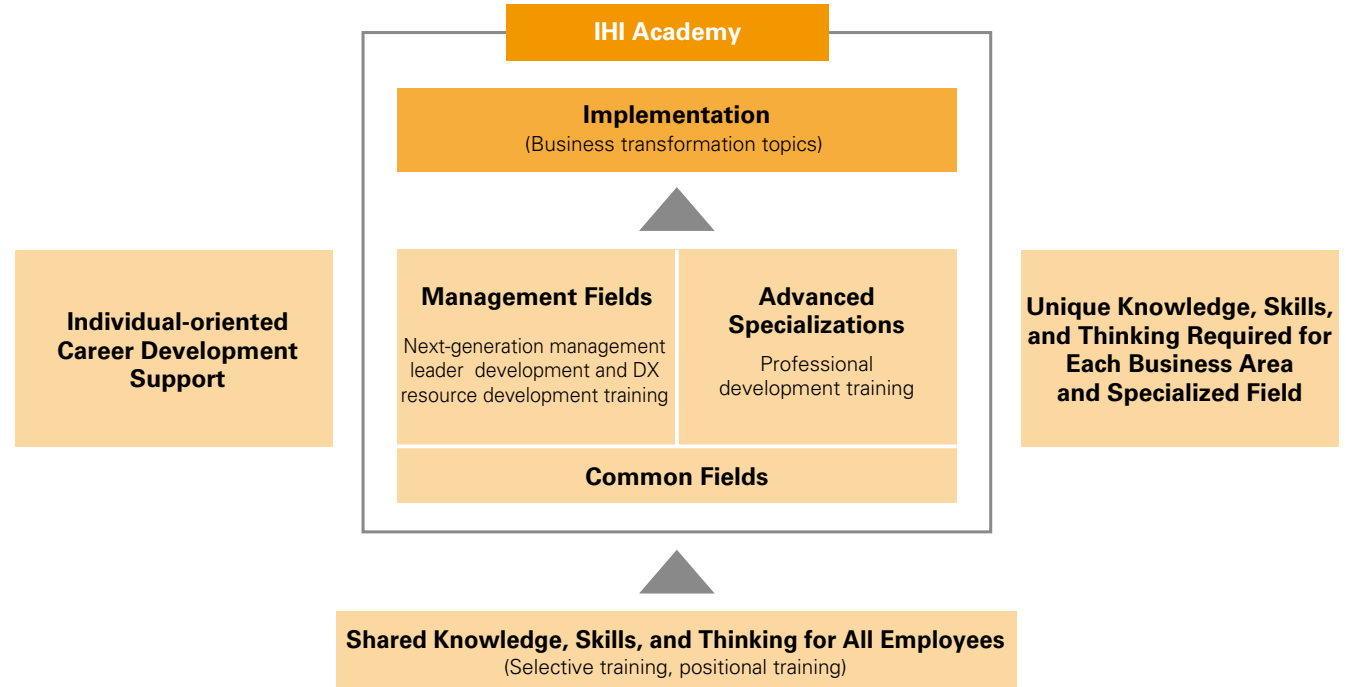 IHI Academy
Implementation
(Business transformation topics)
Individual-oriented
Career Development
Support
Management Fields
Next-generation management
leader development and DX
resource development training
Advanced
Specializations
Professional
development training
Common Fields
Unique Knowledge, Skills,
and Thinking Required for
Each Business Area
and Specialized Field
Shared Knowledge, Skills, and Thinking for All Employees
(Selective training, positional training)